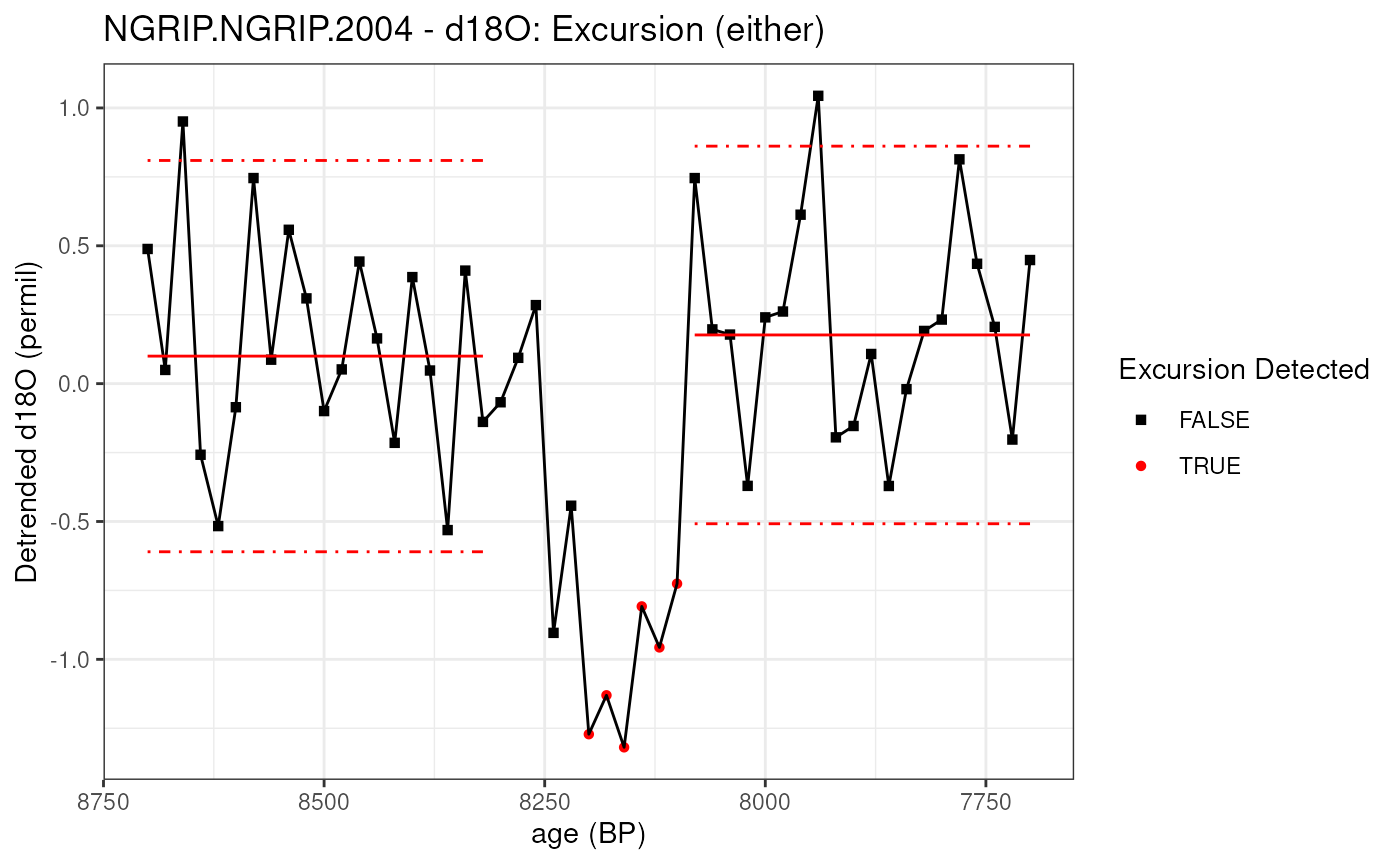 NGRIP.NGRIP.2004 - d18O: Excursion (either)
1.0
0.5
0.0
-0.5
-1.0
Detrended d18O (permil)
8750 8500 8250 8000 7750
age (BP)
Excursion Detected
FALSE
TRUE